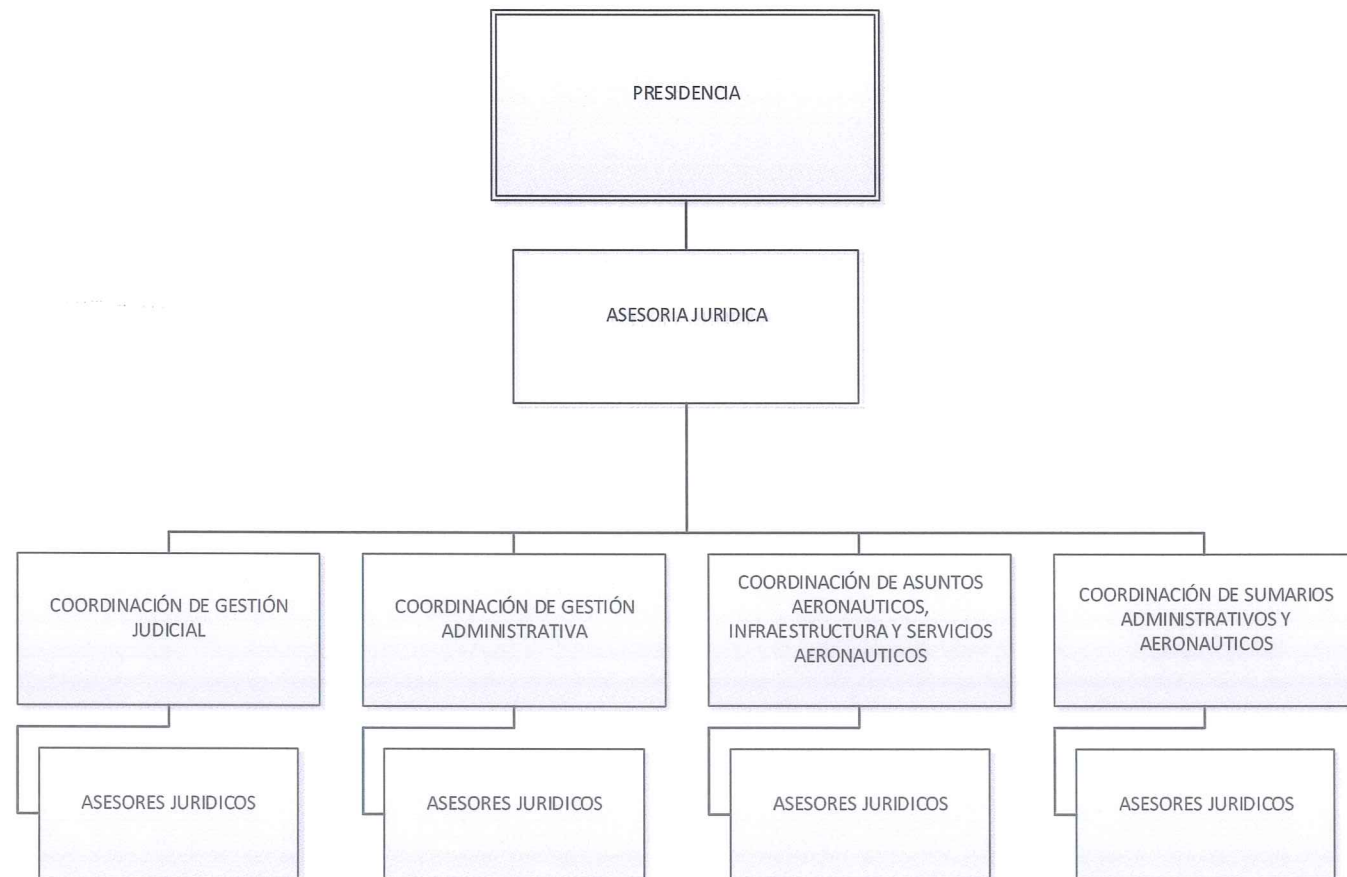 PRESIDENCIA
ASESORIA JURIDICA
COORDINACIÓN DE GESTIÓN
JUDICIAL
COORDINACIÓN DE GESTIÓN
ADMINISTRATIVA
COORDINACIÓN DE ASUNTOS
AERONAUTICOS,
INFRAESTRUCTURA Y SERVICIOS
AERONAUTICOS
COORDINACIÓN DE SUMARIOS
ADMINISTRATIVOS Y
AERONAUTICOS
ASESORES JURIDICOS
ASESORES JURIDICOS
ASESORES JURIDICOS
ASESORES JURIDICOS